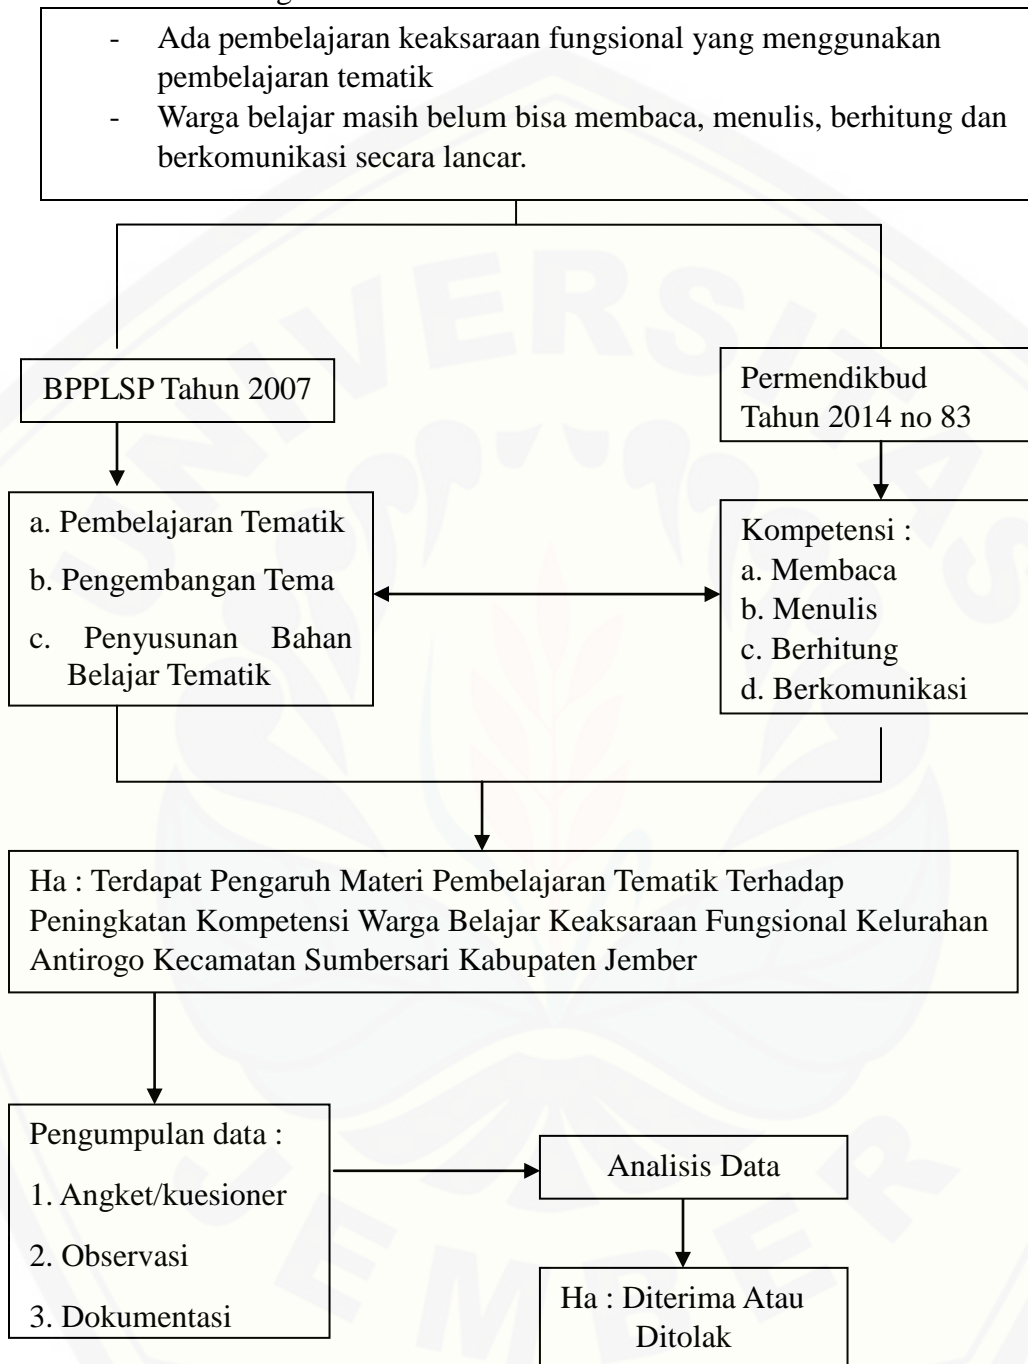 - Ada pembelajaran keaksaraan fungsional yang menggunakan
pembelajaran tematik
- Warga belajar masih belum bisa membaca, menulis, berhitung dan
berkomunikasi secara lancar.
BPPLSP Tahun 2007
Permendikbud
Tahun 2014 no 83
a. Pembelajaran Tematik
b. Pengembangan Tema
c. Penyusunan Bahan
Belajar Tematik
Kompetensi :
a. Membaca
b. Menulis
c. Berhitung
d. Berkomunikasi
Ha : Terdapat Pengaruh Materi Pembelajaran Tematik Terhadap
Peningkatan Kompetensi Warga Belajar Keaksaraan Fungsional Kelurahan
Antirogo Kecamatan Sumbersari Kabupaten Jember
Pengumpulan data :
1. Angket/kuesioner
2. Observasi
3. Dokumentasi
Analisis Data
Ha : Diterima Atau
Ditolak
UNIVERSITAS
JEMBER